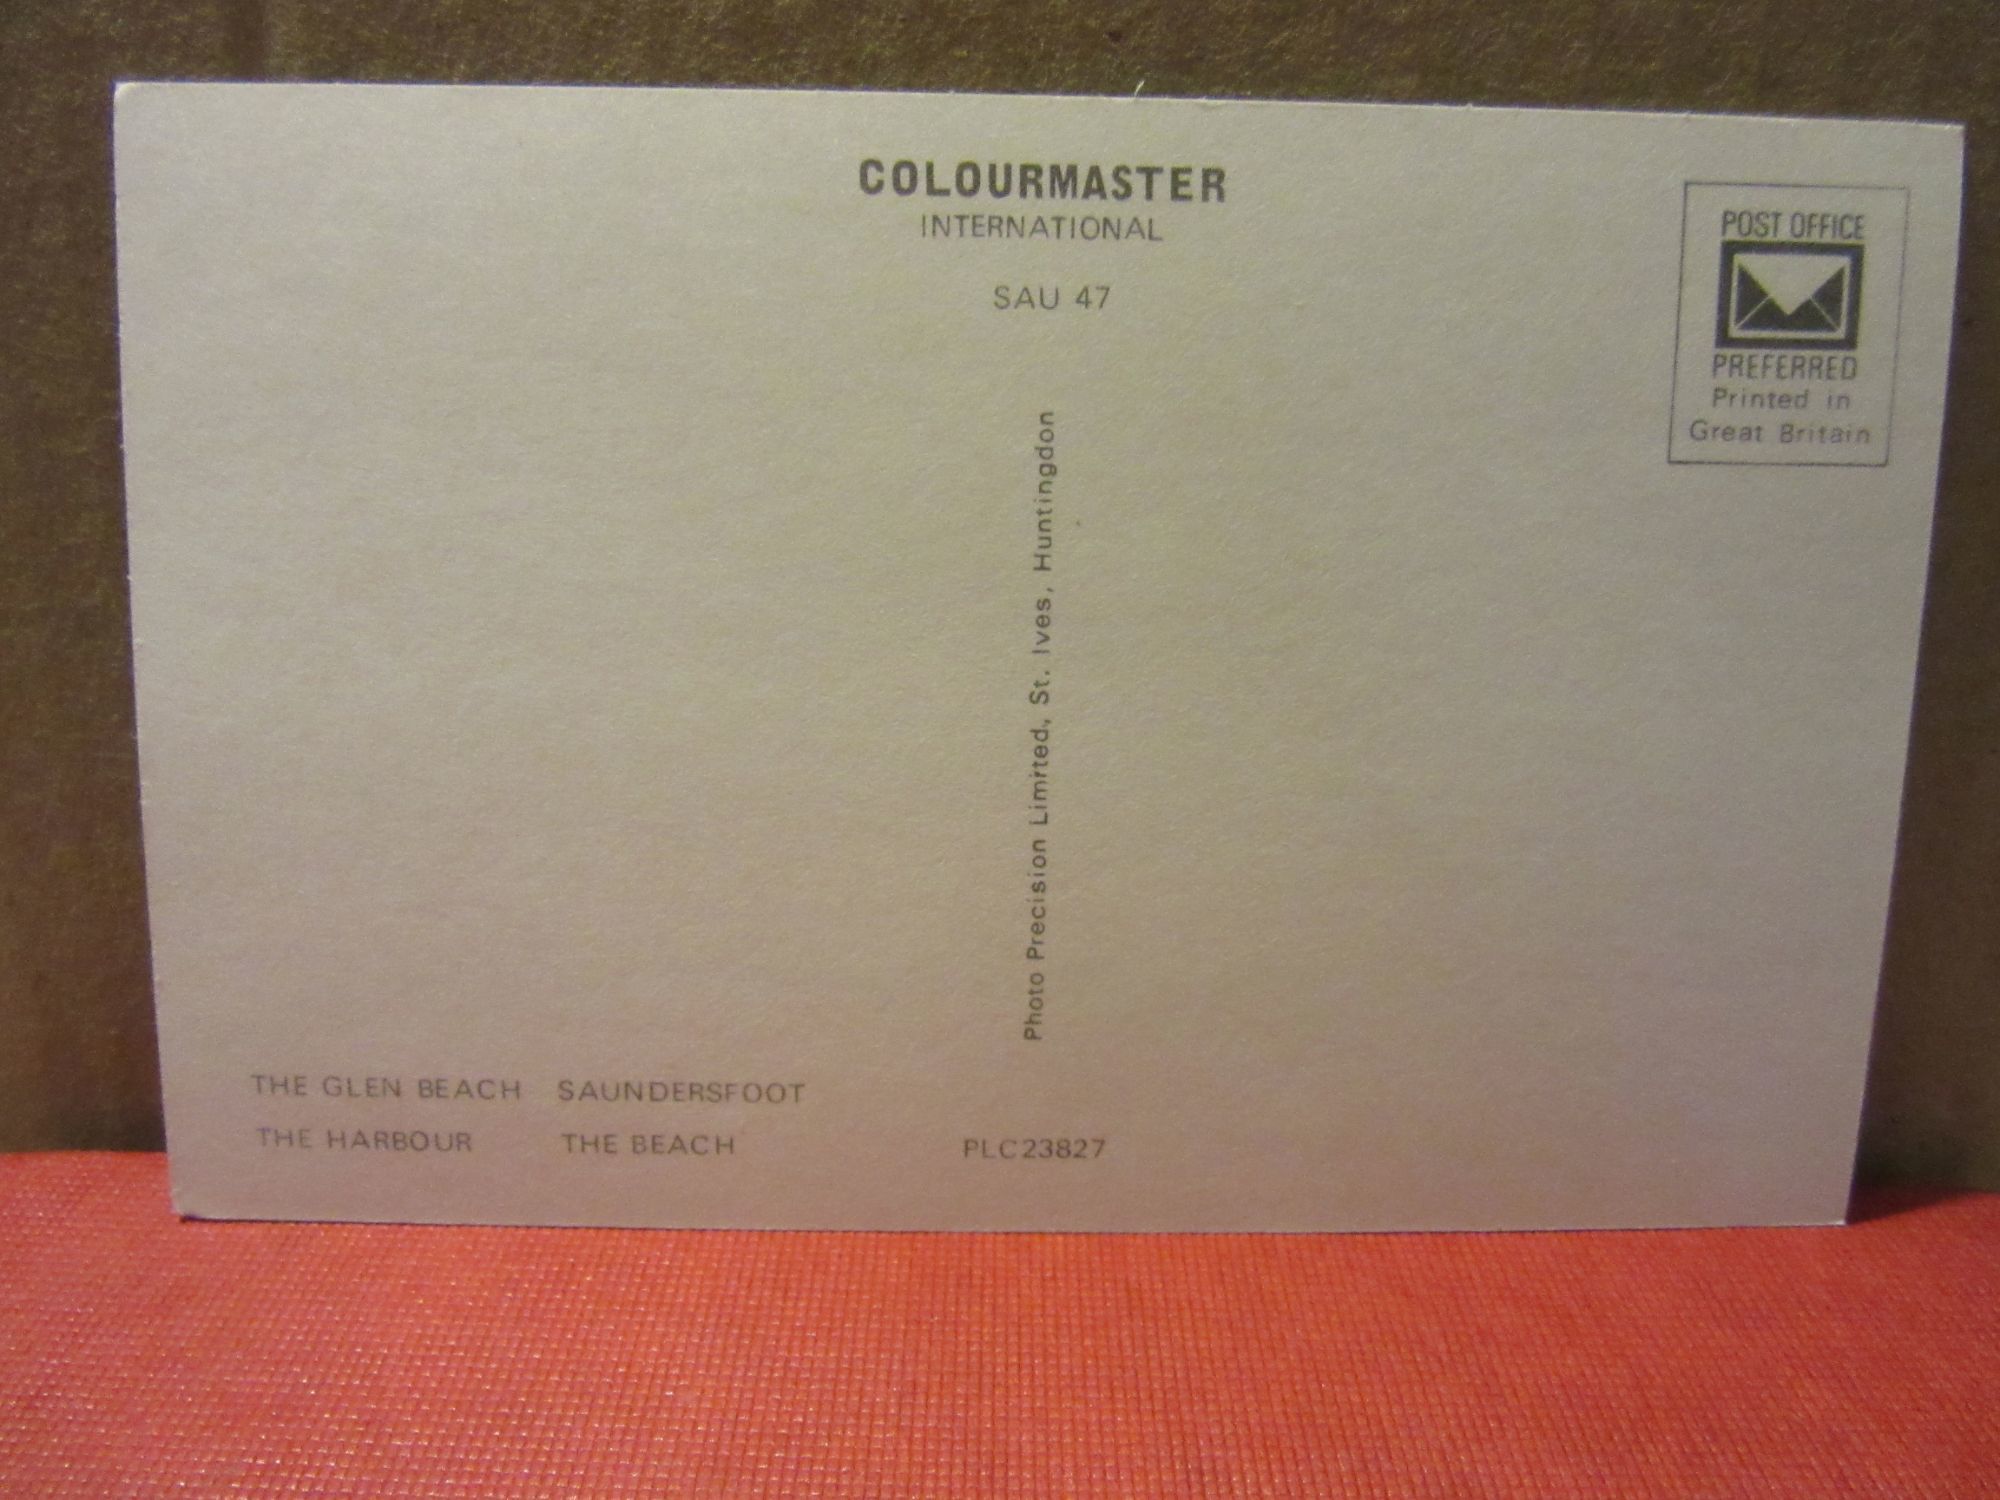 COLOURMASTER
INTERNATIONAL
SAU 47
POST OFFICE
PREFERRED
Printed in
Great Britain
Photo Precision Limited., St. Ives, Huntingdon
THE GLEN BEACH SAUNDERSFOOT
THE HARBOUR THE BEACH
PLC23827